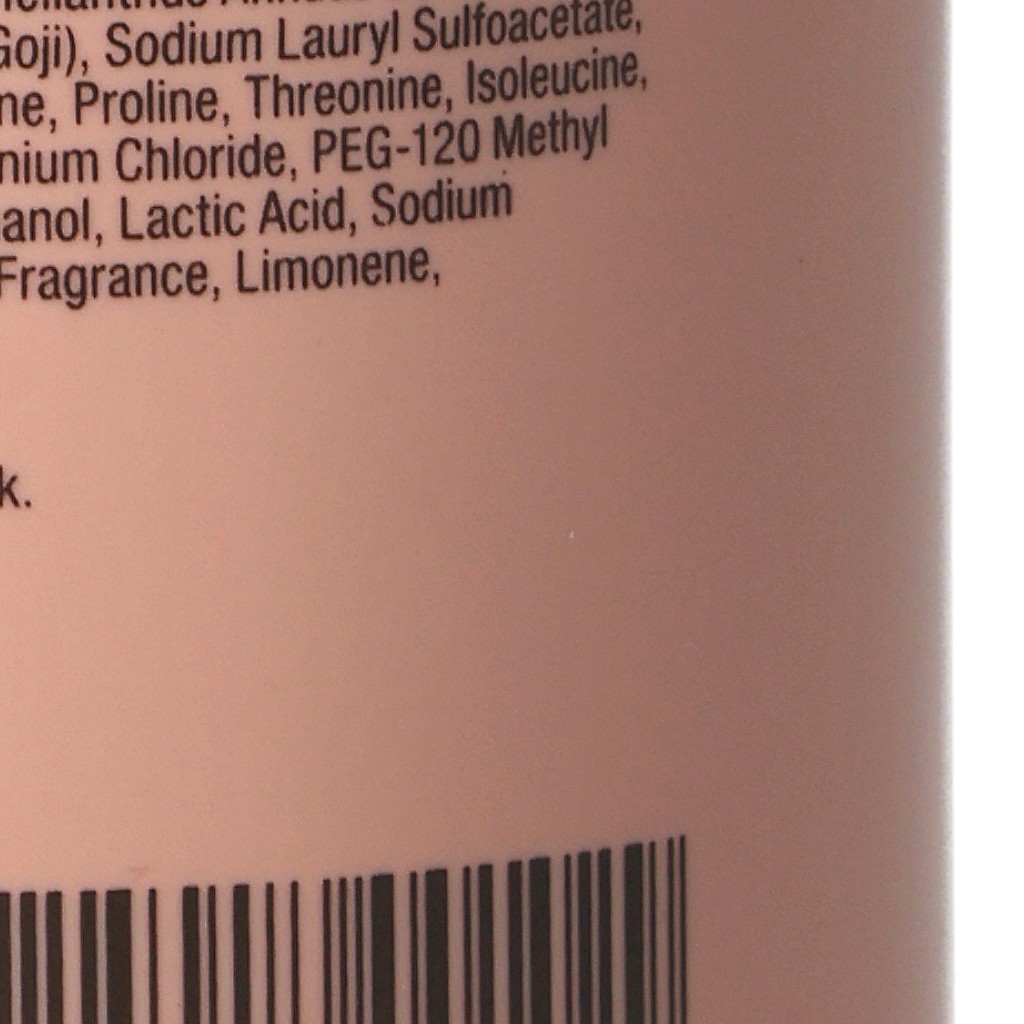 Goji), Sodium Lauryl Sulfoacetate,
ne, Proline, Threonine, Isoleucine,
nium Chloride, PEG-120 Methyl
anol, Lactic Acid, Sodium
Fragrance, Limonene,
k.